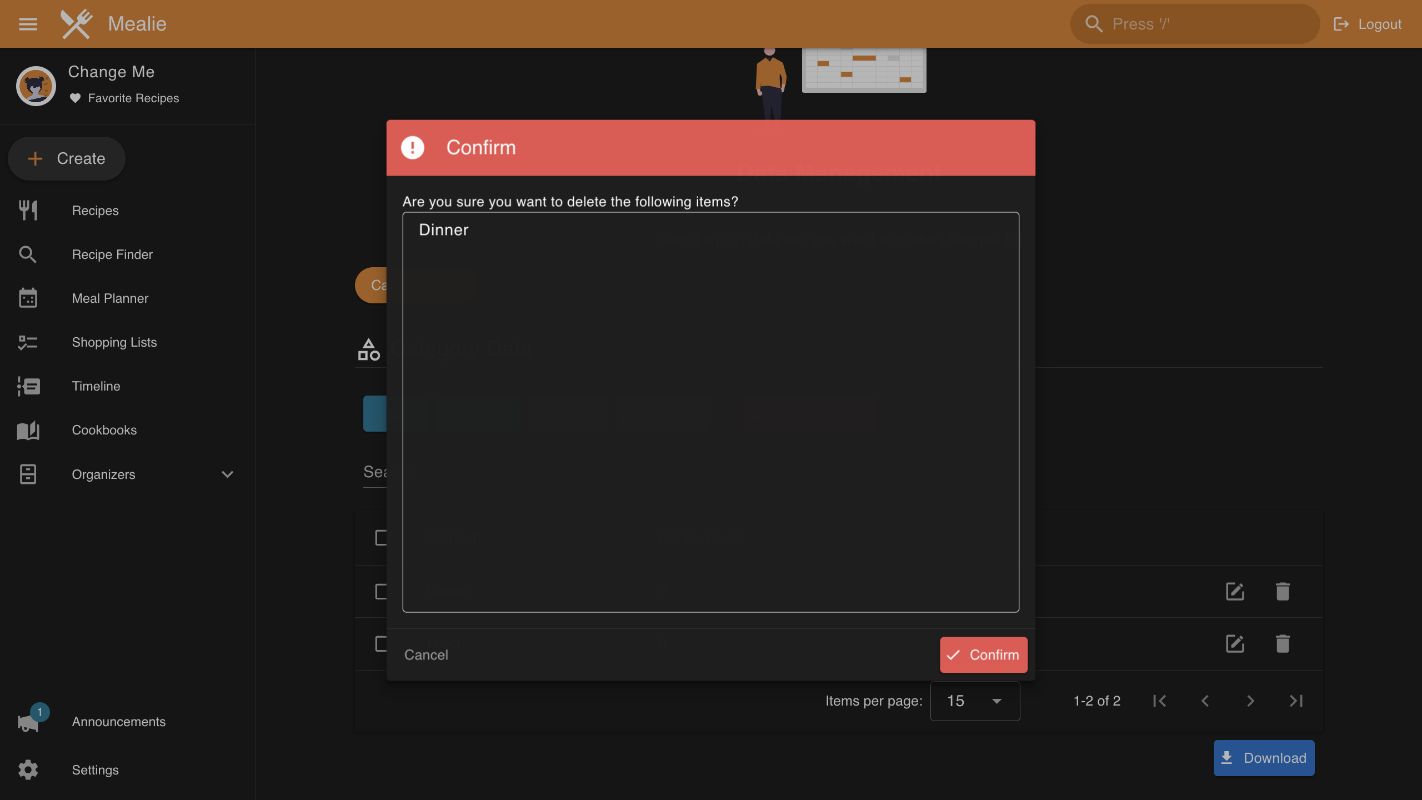 Mealie
Press '/'
Logout
Change Me
Favorite Recipes
Create
Recipes
Recipe Finder
Meal Planner
Shopping Lists
Timeline
Cookbooks
Organizers
1
Announcements
Settings
Confirm
Are you sure you want to delete the following items?
Dinner
Cancel
Confirm
Items per page:
15
1-2 of 2
Download